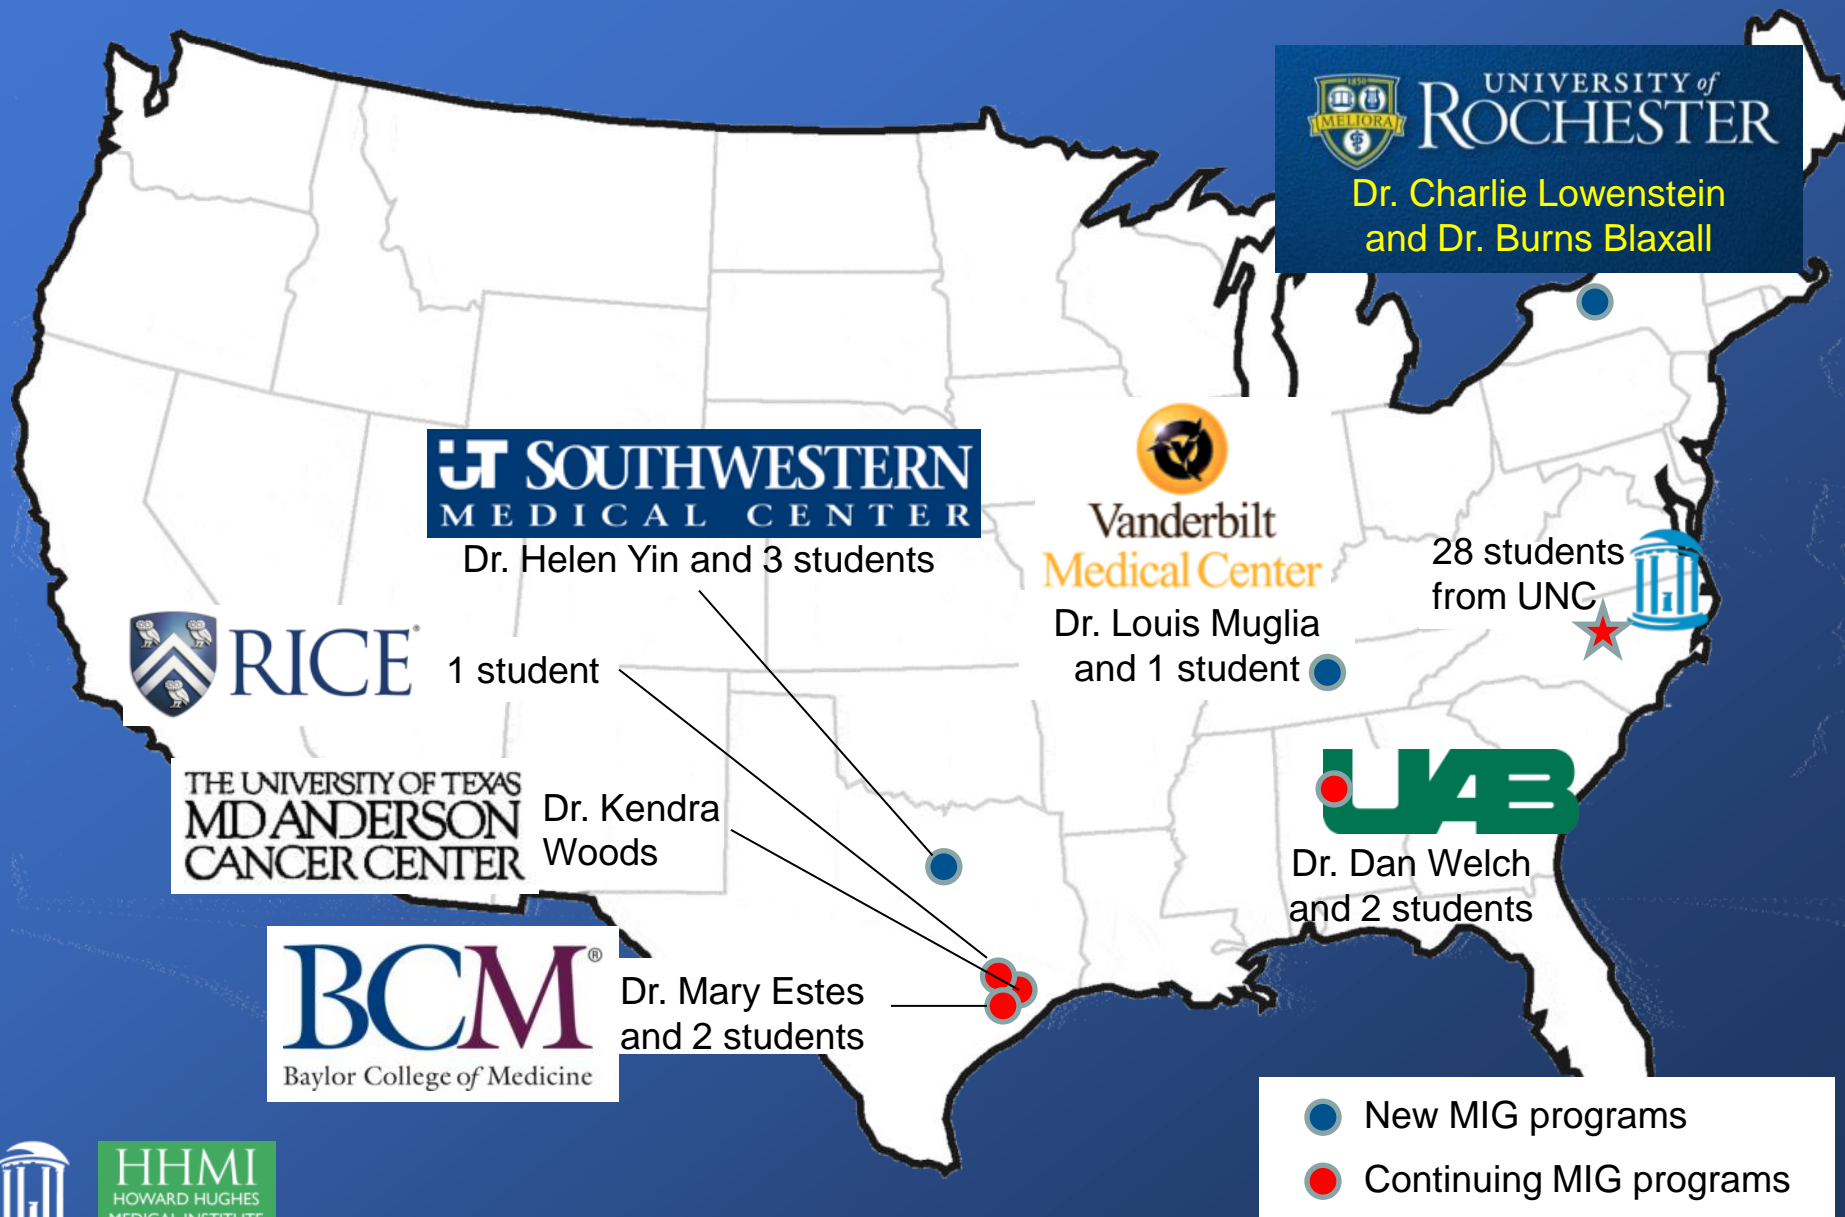 1850
MELIORA
UNIVERSITY of
ROCHESTER
Dr. Charlie Lowenstein
and Dr. Burns Blaxall
UT SOUTHWESTERN
MEDICAL CENTER
Dr. Helen Yin and 3 students
V
Vanderbilt
Medical Center
Dr. Louis Muglia
and 1 student
28 students
from UNC
RICE®
1 student
THE UNIVERSITY OF TEXAS
MD ANDERSON
CANCER CENTER
Dr. Kendra
Woods
UAB
Dr. Dan Welch
and 2 students
BCM®
Baylor College of Medicine
Dr. Mary Estes
and 2 students
New MIG programs
Continuing MIG programs
HHMI
HOWARD HUGHES
MEDICAL INSTITUTE